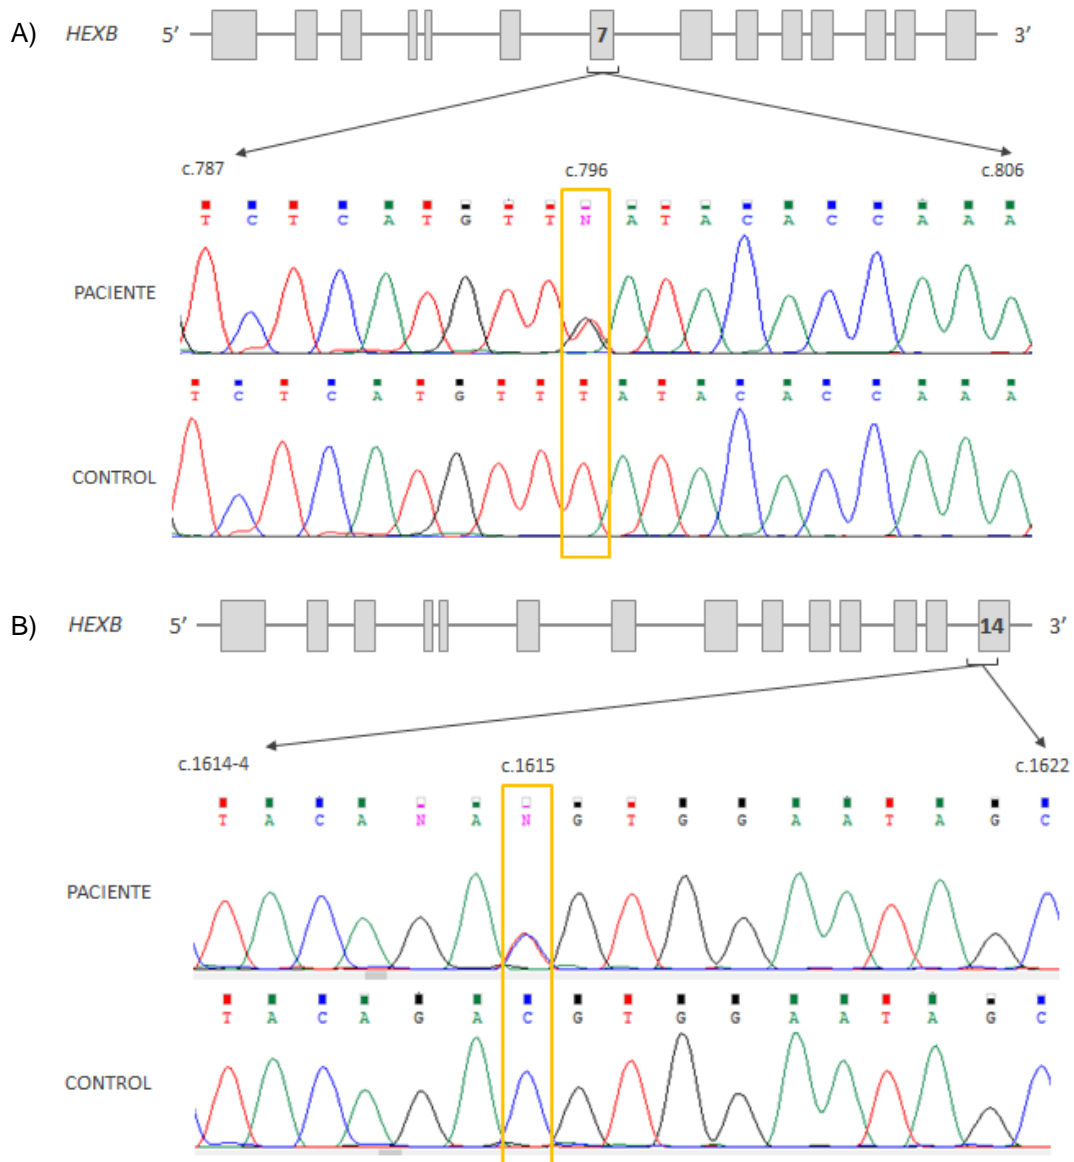 A) HEXB 5’ 7 3’
c.787 c.796 c.806
T C T C A T G T T N A T A C A C C A A A
PACIENTE
T C T C A T G T T T A T A C A C C A A A
CONTROL
B) HEXB 5’ 14 3’
c.1614-4 c.1615 c.1622
T A C A N A N G T G G A A T A G C
PACIENTE
T A C A G A C G T G G A A T A G C
CONTROL